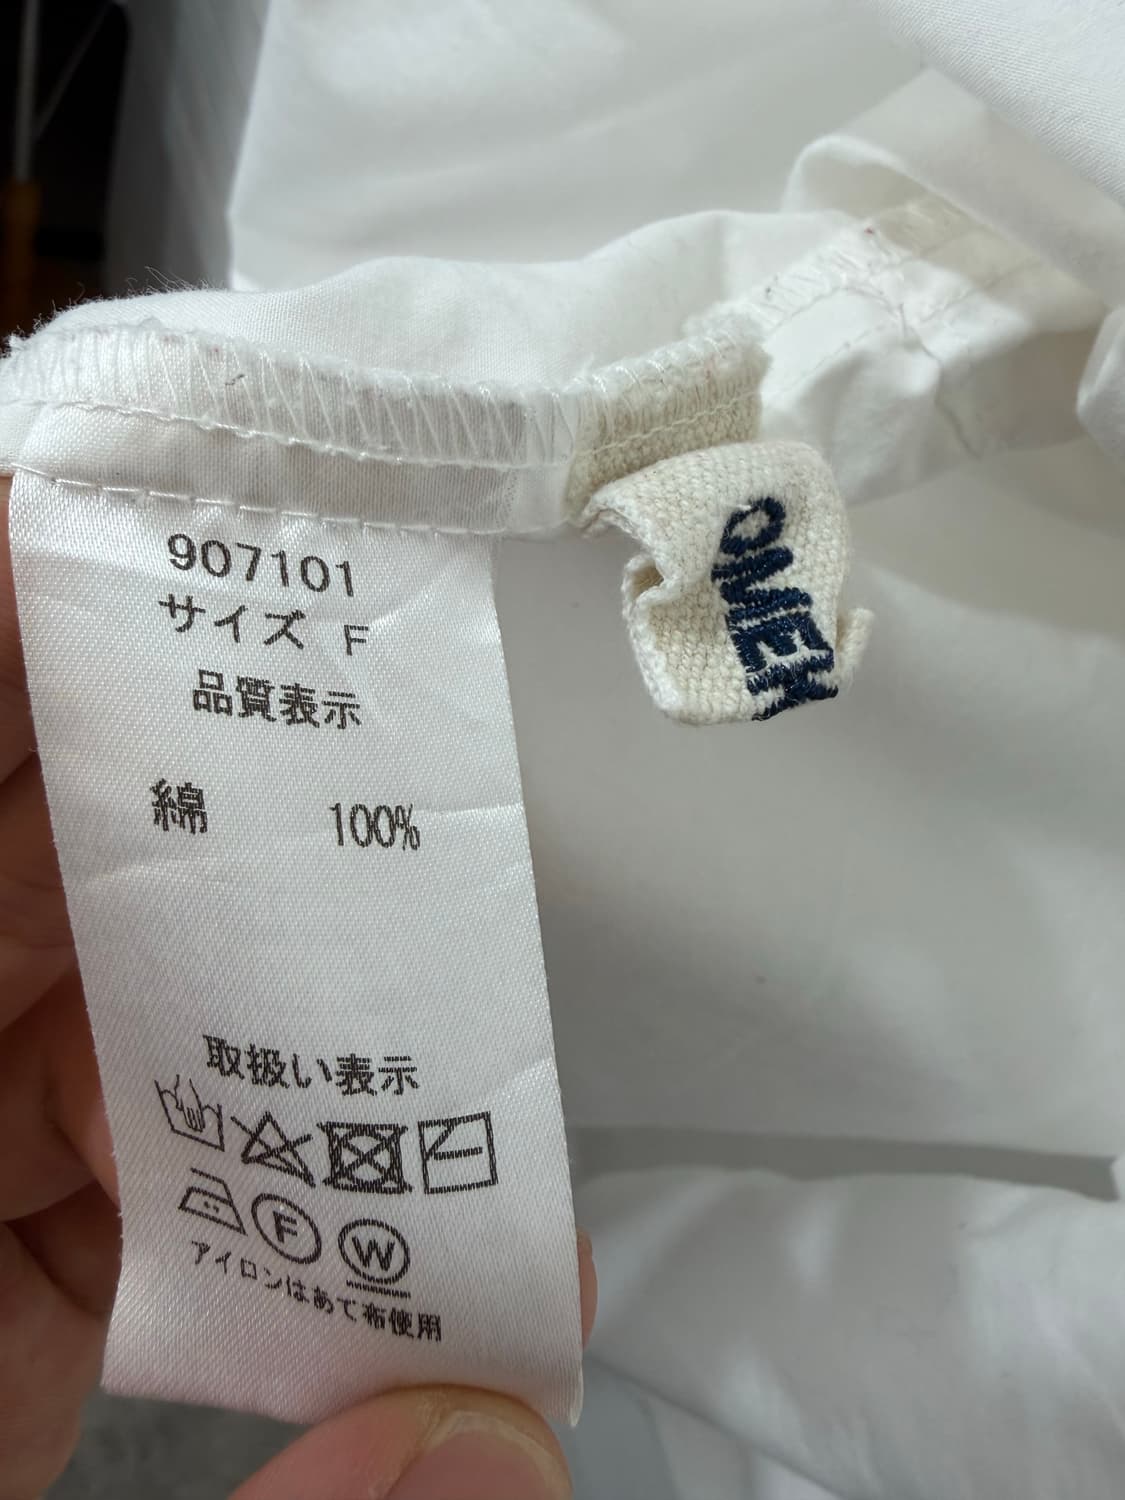 907101
サイズ F
品質表示
綿 100%
取扱い表示
F
W
アイロンはあて布使用